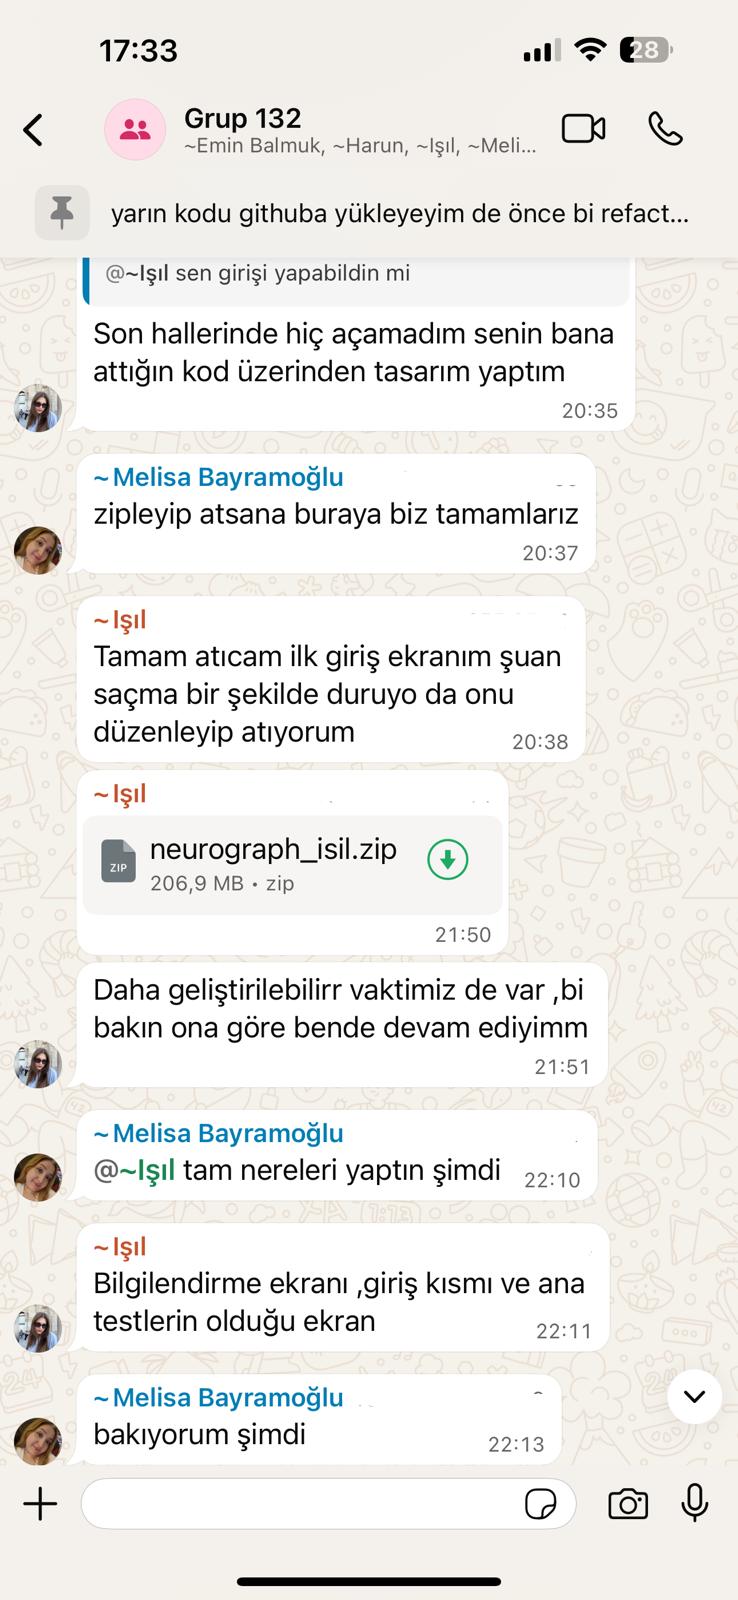 17:33
28
Grup 132
~Emin Balmuk, ~Harun, ~Işıl, ~Meli...
yarın kodu githuba yükleyeyim de önce bi refact...
@~Işıl sen girişi yapabildin mi
Son hallerinde hiç açamadım senin bana
attığın kod üzerinden tasarım yaptım
20:35
~Melisa Bayramoğlu
zipleyip atsana buraya biz tamamlarız
20:37
~Işıl
Tamam atıcam ilk giriş ekranım şuan
saçma bir şekilde duruyo da onu
düzenleyip atıyorum
20:38
~Işıl
ZIP
neurograph_isil.zip
206,9 MB • zip
21:50
Daha geliştirilebilirr vaktimiz de var ,bi
bakın ona göre bende devam ediyimm
21:51
~Melisa Bayramoğlu
@~Işıl tam nereleri yaptın şimdi
22:10
~Işıl
Bilgilendirme ekranı ,giriş kısmı ve ana
testlerin olduğu ekran
22:11
~Melisa Bayramoğlu
bakıyorum şimdi
22:13